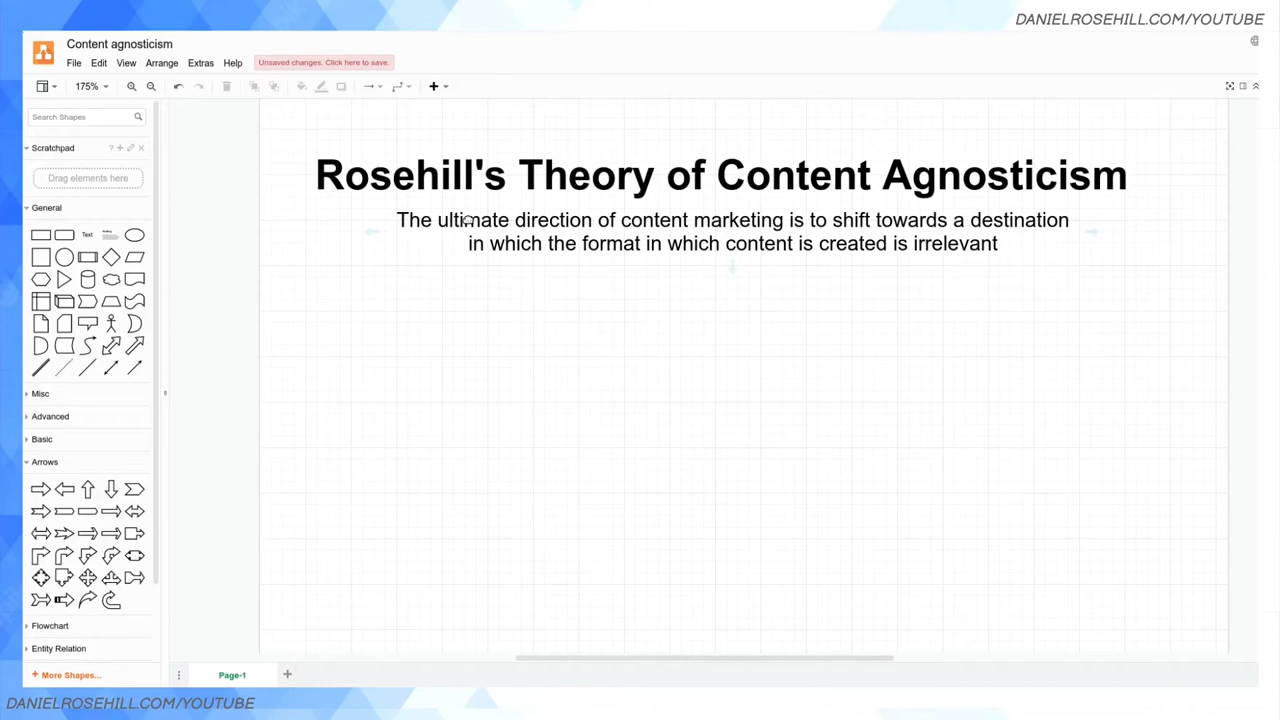 DANIELROSEHILL.COM/YOUTUBE
Content agnosticism
File Edit View Arrange Extras Help
Unsaved changes. Click here to save.
175%
Search Shapes
Scratchpad
?
Drag elements here
General
Text
Heading
Misc
Advanced
Basic
Arrows
Flowchart
Entity Relation
+ More Shapes...
Rosehill's Theory of Content Agnosticism
The ultimate direction of content marketing is to shift towards a destination
in which the format in which content is created is irrelevant
Page-1
DANIELROSEHILL.COM/YOUTUBE